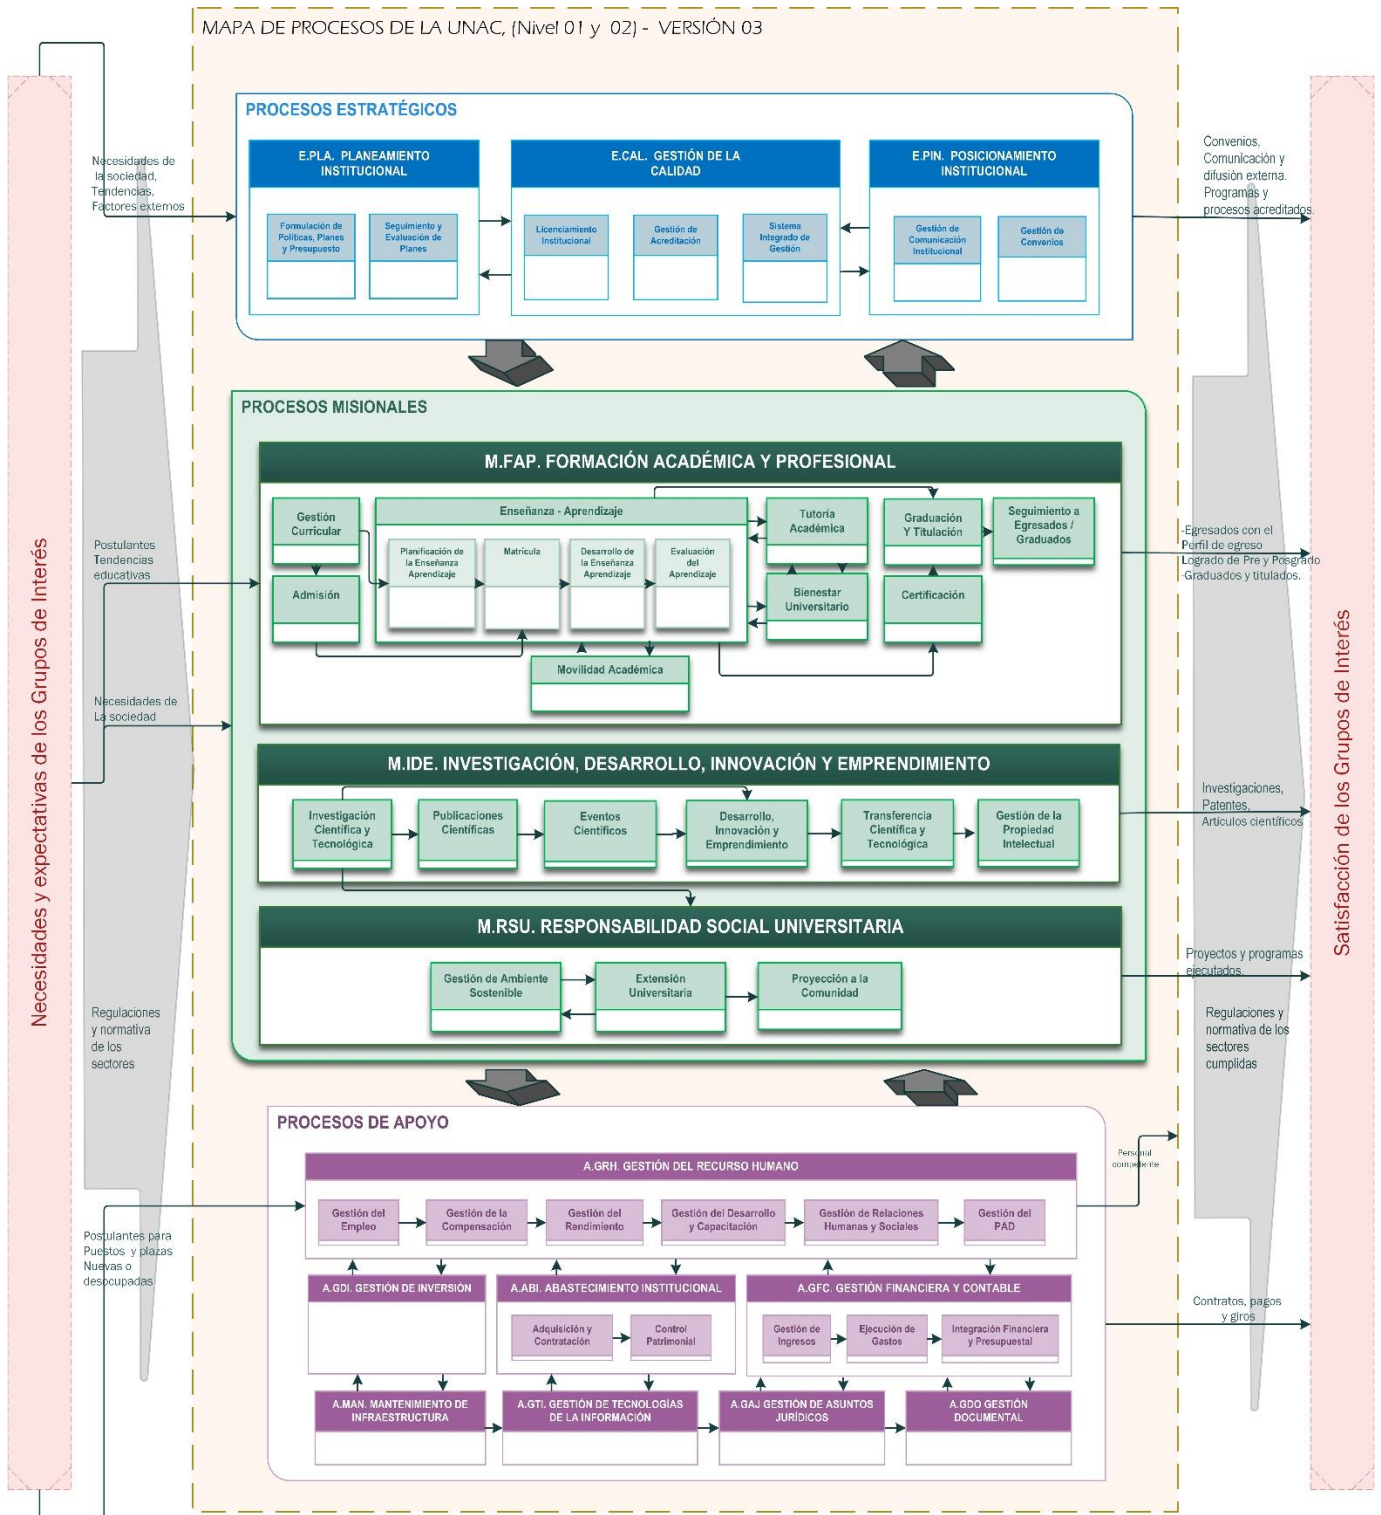 MAPA DE PROCESOS DE LA UNAC, (Nivel 01 y 02) - VERSIÓN 03
Necesidades y expectativas de los Grupos de Interés
Necesidades de
la sociedad,
Tendencias,
Factores externos
Postulantes
Tendencias
educativas
Necesidades de
La sociedad
Regulaciones
y normativa
de los
sectores
Postulantes para
Puestos y plazas
Nuevas o
desocupadas
PROCESOS ESTRATÉGICOS
E.PLA. PLANEAMIENTO
INSTITUCIONAL
Formulación de
Políticas, Planes
y Presupuesto
Seguimiento y
Evaluación de
Planes
E.CAL. GESTIÓN DE LA
CALIDAD
Licenciamiento
Institucional
Gestión de
Acreditación
Sistema
Integrado de
Gestión
E.PIN. POSICIONAMIENTO
INSTITUCIONAL
Gestión de
Comunicación
Institucional
Gestión de
Convenios
PROCESOS MISIONALES
M.FAP. FORMACIÓN ACADÉMICA Y PROFESIONAL
Gestión
Curricular
Admisión
Enseñanza - Aprendizaje
Planificación de
la Enseñanza
Aprendizaje
Matrícula
Desarrollo de
la Enseñanza
Aprendizaje
Evaluación
del
Aprendizaje
Movilidad Académica
Tutoría
Académica
Bienestar
Universitario
Graduación
Y Titulación
Certificación
Seguimiento a
Egresados /
Graduados
M.IDE. INVESTIGACIÓN, DESARROLLO, INNOVACIÓN Y EMPRENDIMIENTO
Investigación
Científica y
Tecnológica
Publicaciones
Científicas
Eventos
Científicos
Desarrollo,
Innovación y
Emprendimiento
Transferencia
Científica y
Tecnológica
Gestión de la
Propiedad
Intelectual
M.RSU. RESPONSABILIDAD SOCIAL UNIVERSITARIA
Gestión de Ambiente
Sostenible
Extensión
Universitaria
Proyección a la
Comunidad
PROCESOS DE APOYO
A.GRH. GESTIÓN DEL RECURSO HUMANO
Gestión del
Empleo
Gestión de la
Compensación
Gestión del
Rendimiento
Gestión del Desarrollo
y Capacitación
Gestión de Relaciones
Humanas y Sociales
Gestión del
PAD
A.GDI. GESTIÓN DE INVERSIÓN
A.ABI. ABASTECIMIENTO INSTITUCIONAL
Adquisición y
Contratación
Control
Patrimonial
A.GFC. GESTIÓN FINANCIERA Y CONTABLE
Gestión de
Ingresos
Ejecución de
Gastos
Integración Financiera
y Presupuestal
A.MAN. MANTENIMIENTO DE
INFRAESTRUCTURA
A.GTI. GESTIÓN DE TECNOLOGÍAS
DE LA INFORMACIÓN
A.GAJ GESTIÓN DE ASUNTOS
JURÍDICOS
A.GDO GESTIÓN
DOCUMENTAL
Convenios,
Comunicación y
difusión externa.
Programas y
procesos acreditados.
-Egresados con el
Perfil de egreso
Logrado de Pre y Posgrado
-Graduados y titulados.
Investigaciones,
Patentes,
Artículos científicos
Proyectos y programas
ejecutados.
Regulaciones y
normativa de los
sectores
cumplidas
Personal
competente
Contratos, pagos
y giros
Satisfacción de los Grupos de Interés